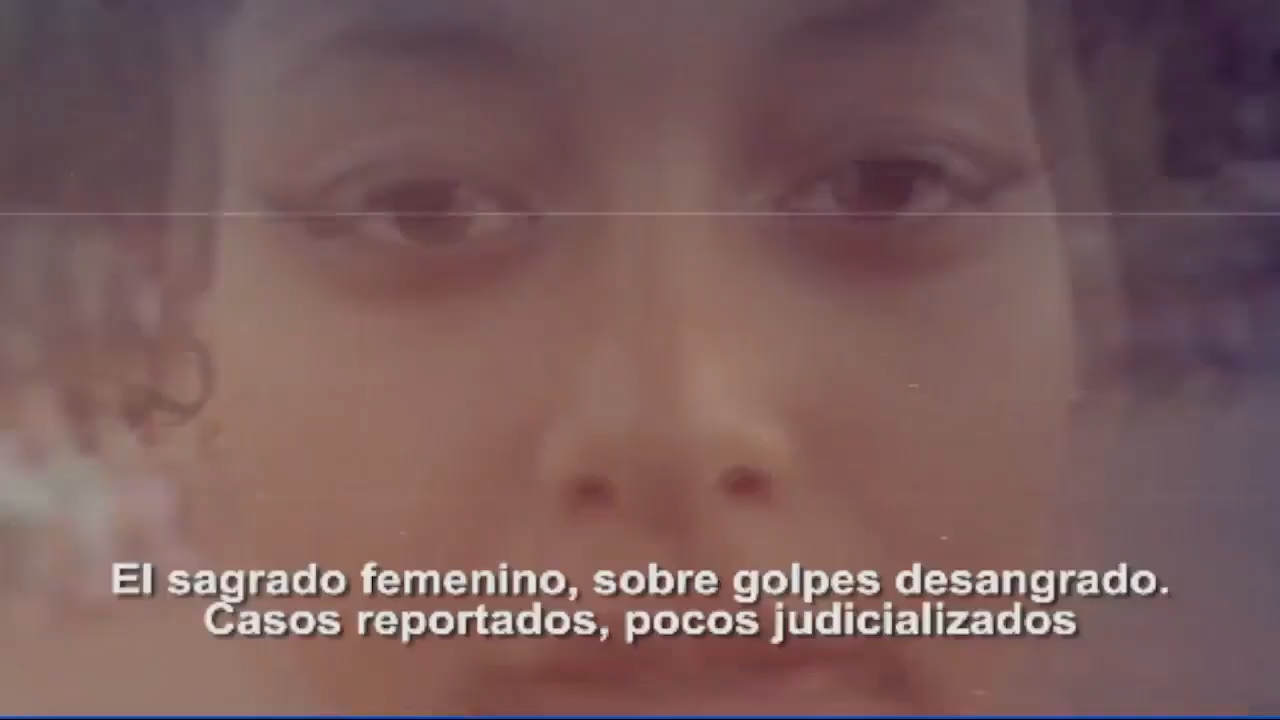 El sagrado femenino, sobre golpes desangrado.
Casos reportados, pocos judicializados